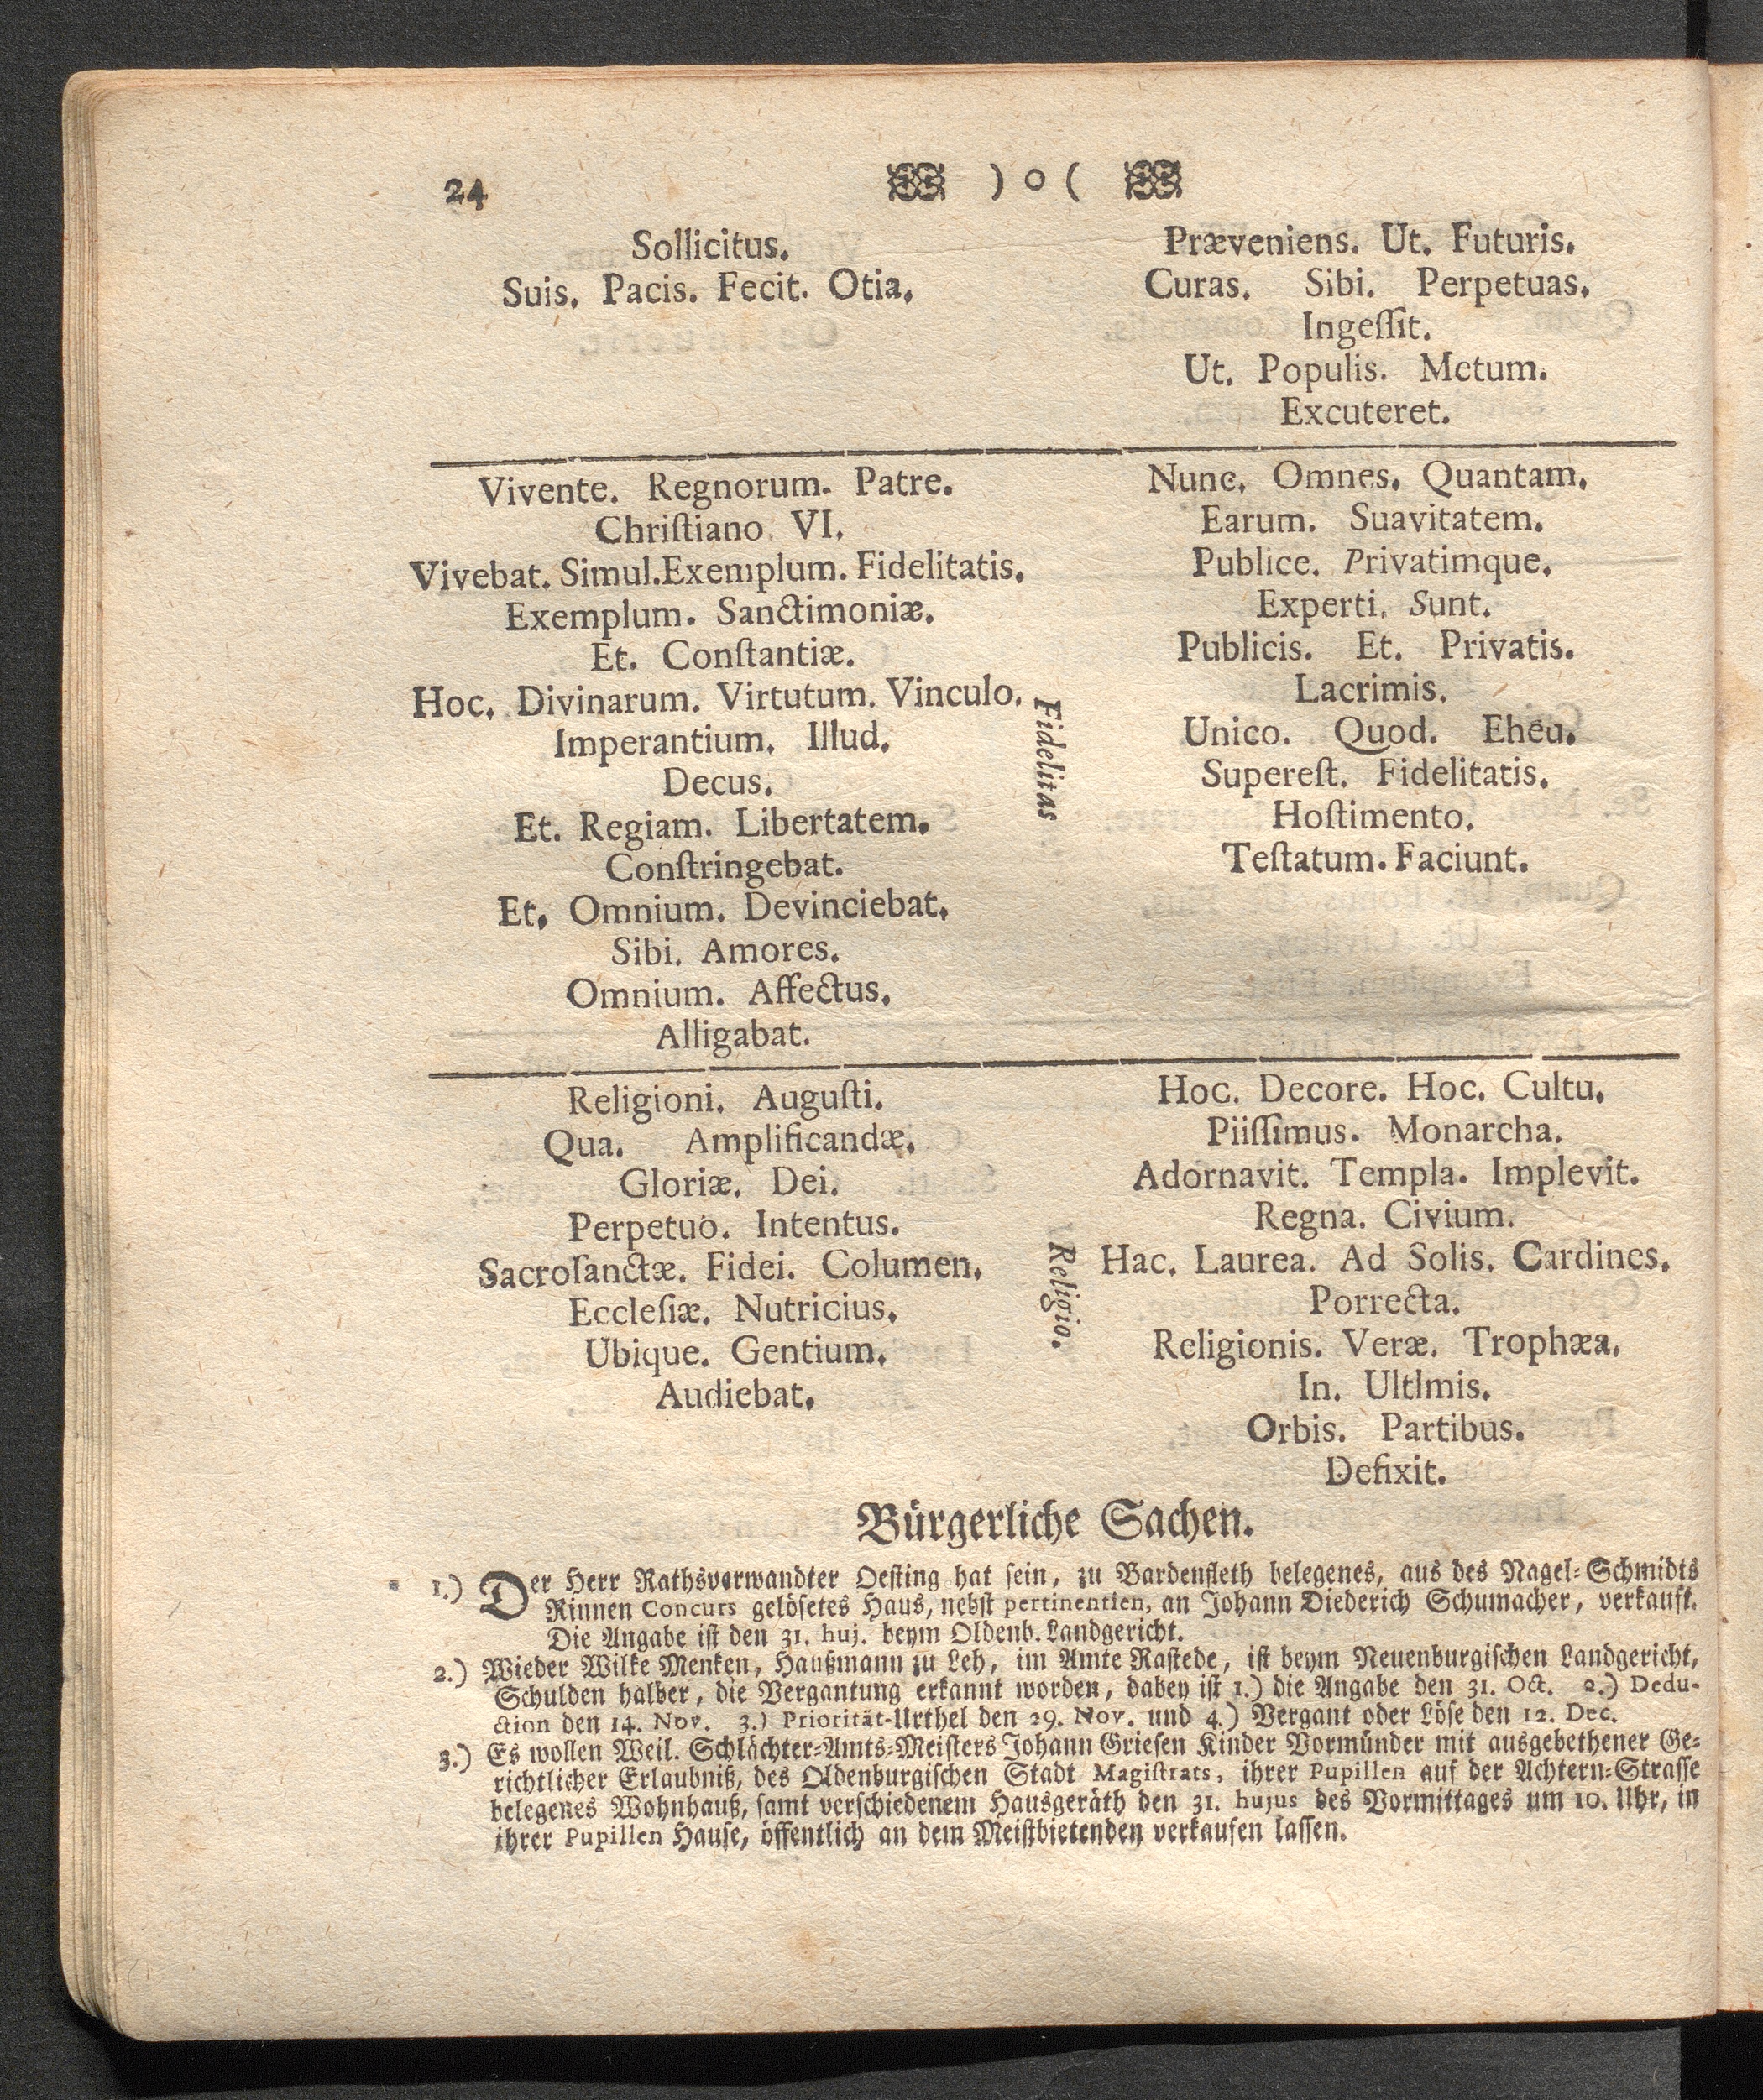 24 ) o (
Sollicitus.
Suis. Pacis. Fecit. Otia.
Præveniens. Ut. Futuris.
Curas. Sibi. Perpetuas.
Ingeſſit.
Ut. Populis. Metum.
Excuteret.
Vivente. Regnorum. Patre.
Chriſtiano. VI.
Vivebat. Simul. Exemplum. Fidelitatis.
Exemplum. Sanctimoniæ.
Et. Conſtantiæ.
Hoc. Divinarum. Virtutum. Vinculo.
Imperantium. Illud.
Decus.
Et. Regiam. Libertatem.
Conſtringebat.
Et. Omnium. Devinciebat.
Sibi. Amores.
Omnium. Affectus.
Alligabat.
Fidelitas
Nunc. Omnes. Quantam.
Earum. Suavitatem.
Publice. Privatimque.
Experti. Sunt.
Publicis. Et. Privatis.
Lacrimis.
Unico. Quod. Eheu.
Supereſt. Fidelitatis.
Hoſtimento.
Teſtatum. Faciunt.
Religioni. Auguſti.
Qua. Amplificandæ.
Gloriæ. Dei.
Perpetuo. Intentus.
Sacroſanctæ. Fidei. Columen.
Eccleſiæ. Nutricius.
Ubique. Gentium.
Audiebat.
Religio.
Hoc. Decore. Hoc. Cultu.
Piiſſimus. Monarcha.
Adornavit. Templa. Implevit.
Regna. Civium.
Hac. Laurea. Ad Solis. Cardines.
Porrecta.
Religionis. Veræ. Trophæa.
In. Ultlmis.
Orbis. Partibus.
Defixit.
Bürgerliche Sachen.
1.) Der Herr Rathsverwandter Oeſting hat ſein, zu Bardenfleth belegenes, aus des Nagel-Schmidts
Rinnen Concurs gelöſetes Haus, nebſt pertinentien, an Johann Diederich Schumacher, verkauft.
Die Angabe iſt den 31. huj. beym Oldenb. Landgericht.
2.) Wieder Wilke Menken, Haußmann zu Leh, im Amte Raſtede, iſt beym Neuenburgiſchen Landgericht,
Schulden halber, die Vergantung erkannt worden, dabey iſt 1.) die Angabe den 31. Oct. 2.) Dedu-
ction den 14. Nov. 3.) Priorität-Urthel den 29. Nov. und 4.) Vergant oder Löſe den 12. Dec.
3.) Es wollen Weil. Schlächter-Amts-Meiſters Johann Grieſen Kinder Vormünder mit ausgebethener Ge-
richtlicher Erlaubniß, des Oldenburgiſchen Stadt Magiſtrats, ihrer Pupillen auf der Achtern-Straſſe
belegenes Wohnhauß, ſamt verſchiedenem Hausgeräth den 31. hujus des Vormittages um 10. Uhr, in
ihrer Pupillen Hauſe, öffentlich an dem Meiſtbietenden verkaufen laſſen.